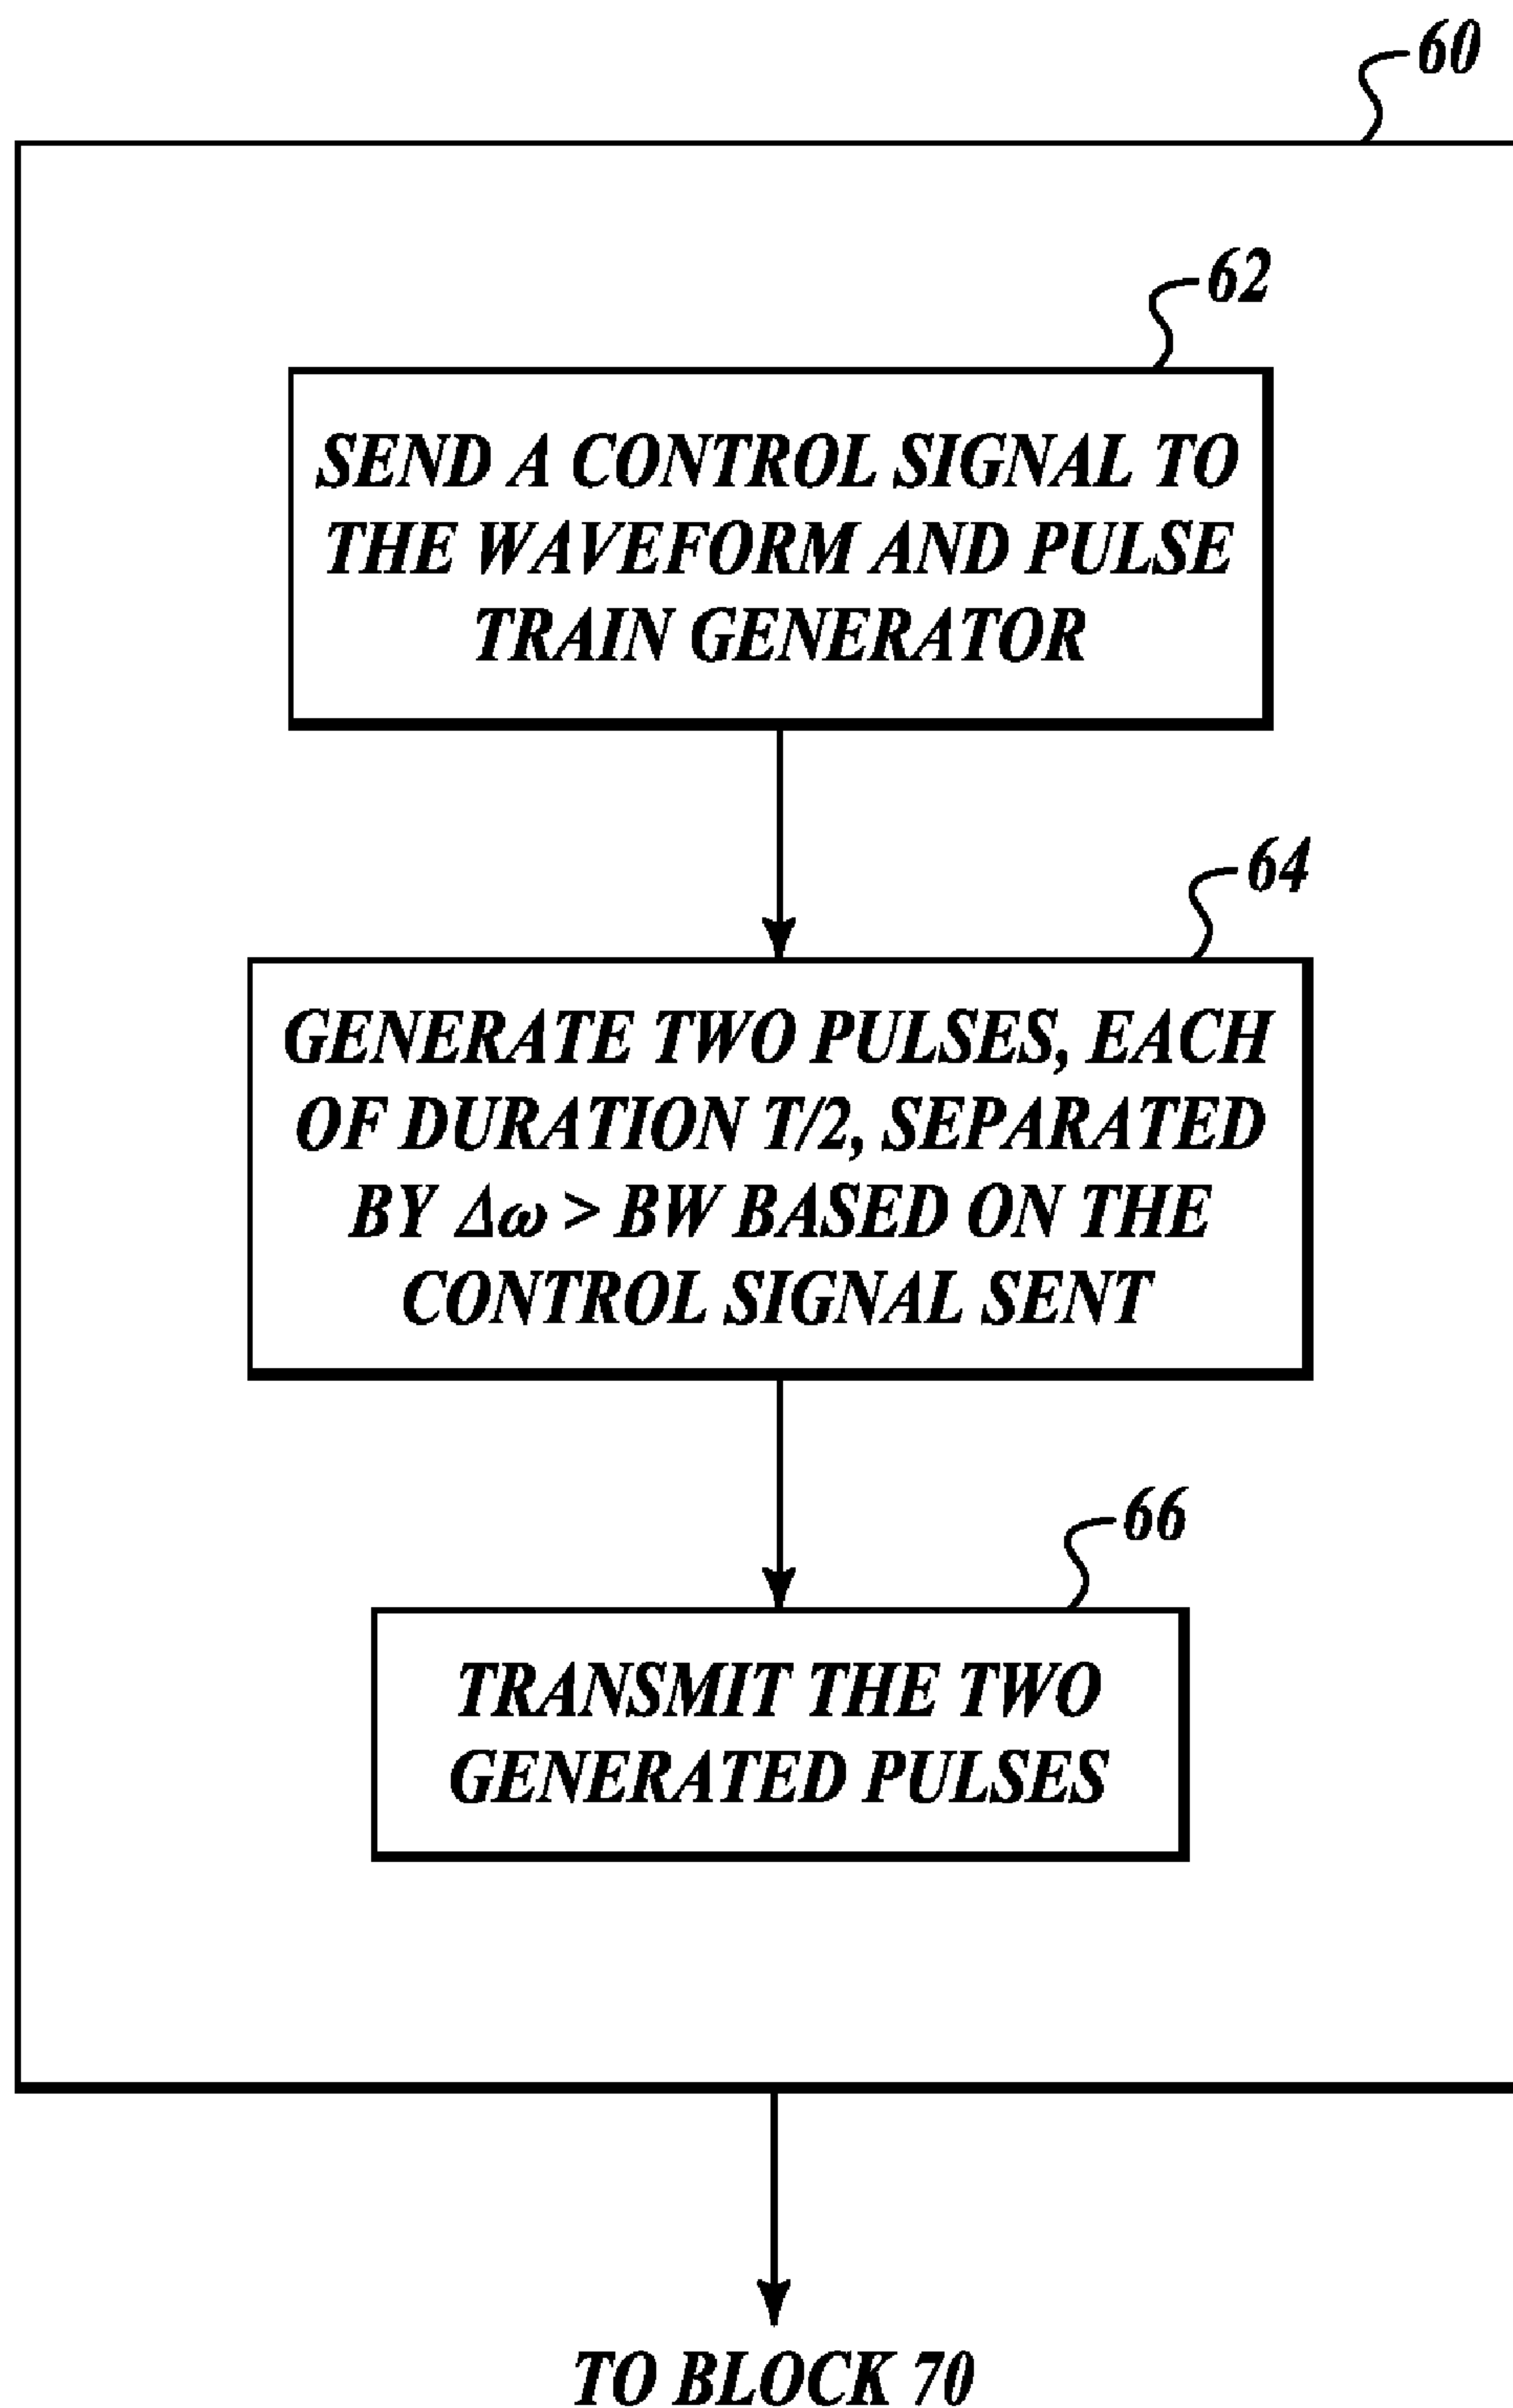 60
62
SEND A CONTROL SIGNAL TO
THE WAVEFORM AND PULSE
TRAIN GENERATOR
64
GENERATE TWO PULSES, EACH
OF DURATION T/2, SEPARATED
BY Δω > BW BASED ON THE
CONTROL SIGNAL SENT
66
TRANSMIT THE TWO
GENERATED PULSES
TO BLOCK 70